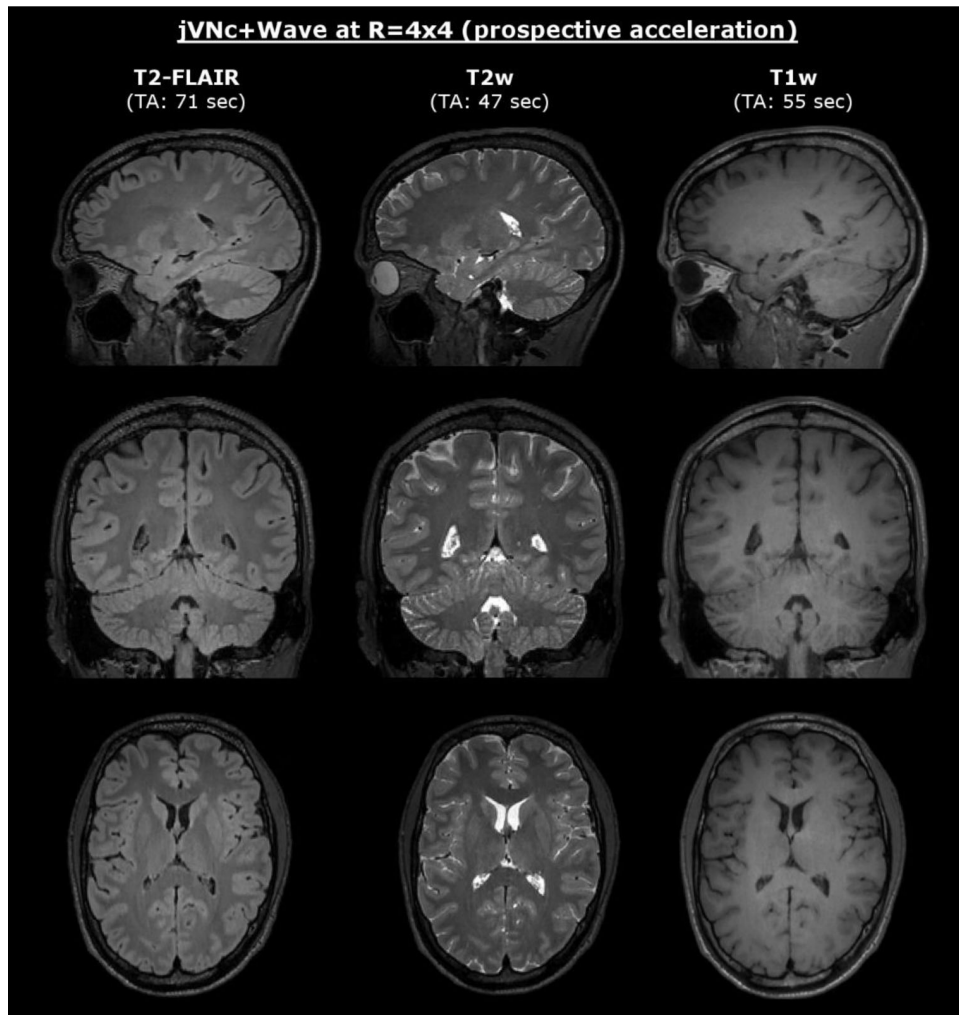 jVNc+Wave at R=4x4 (prospective acceleration)
T2-FLAIR
(TA: 71 sec)
T2w
(TA: 47 sec)
T1w
(TA: 55 sec)